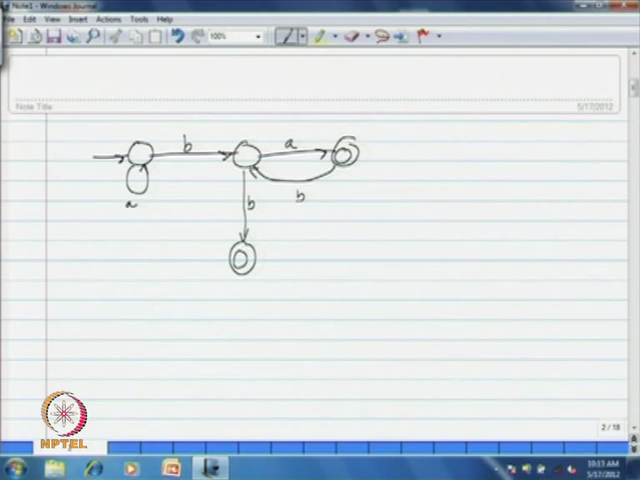 Note1 - Windows Journal
File Edit View Insert Actions Tools Help
100%
Note Title
5/17/2012
b
a
a
b
b
2 / 18
NPTEL
10:13 AM
5/17/2012